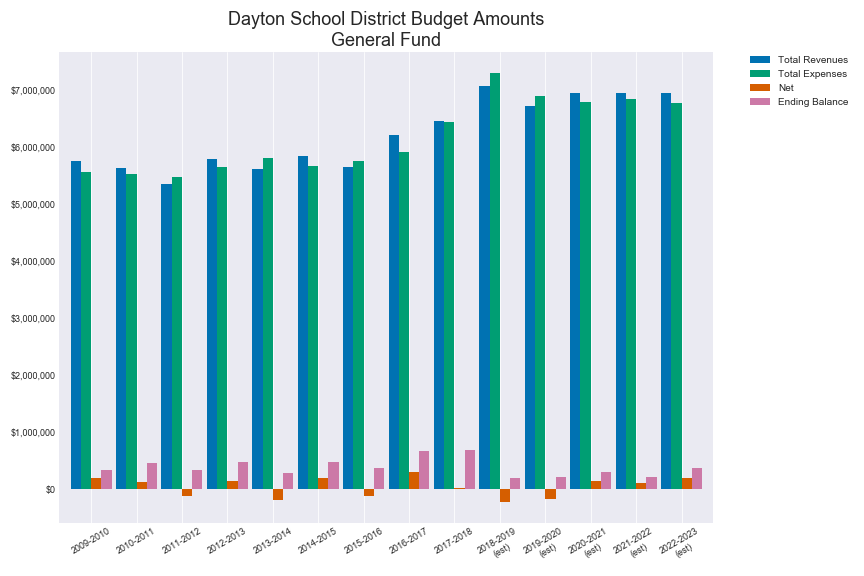 Dayton School District Budget Amounts
General Fund
Total Revenues
Total Expenses
Net
Ending Balance
$7,000,000
$6,000,000
$5,000,000
$4,000,000
$3,000,000
$2,000,000
$1,000,000
$0
2009-2010
2010-2011
2011-2012
2012-2013
2013-2014
2014-2015
2015-2016
2016-2017
2017-2018
2018-2019
(est)
2019-2020
(est)
2020-2021
(est)
2021-2022
(est)
2022-2023
(est)